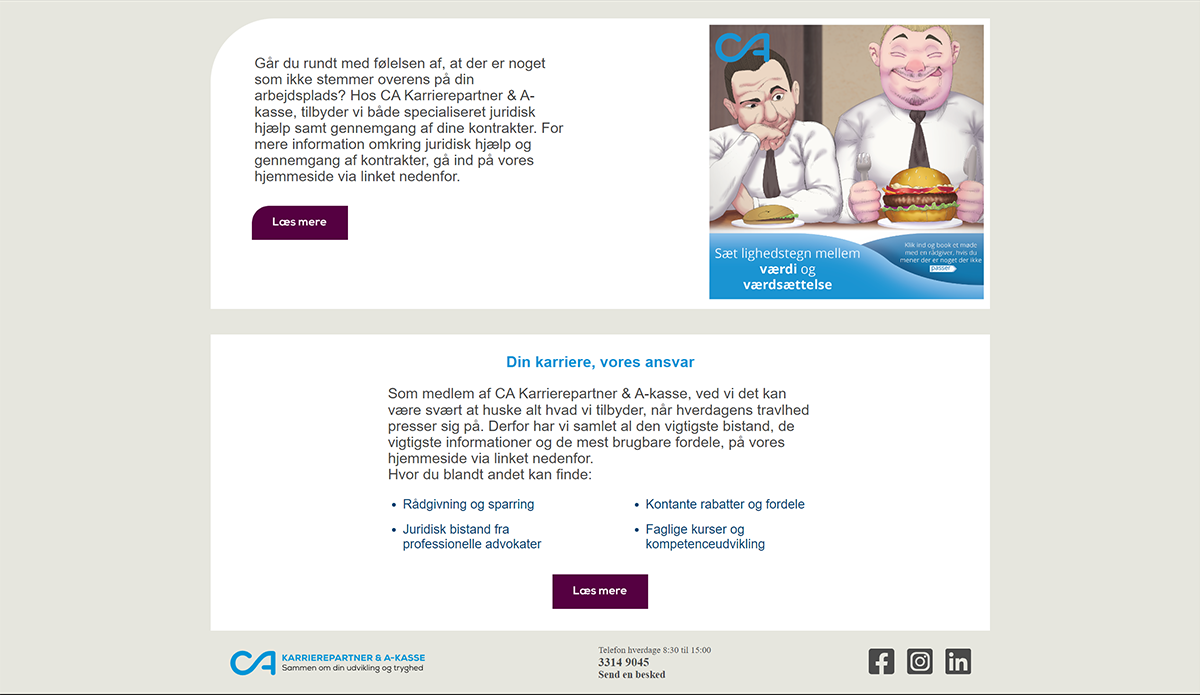 Går du rundt med følelsen af, at der er noget
som ikke stemmer overens på din
arbejdsplads? Hos CA Karrierepartner & A-
kasse, tilbyder vi både specialiseret juridisk
hjælp samt gennemgang af dine kontrakter. For
mere information omkring juridisk hjælp og
gennemgang af kontrakter, gå ind på vores
hjemmeside via linket nedenfor.
Læs mere
CA
Sæt lighedstegn mellem
værdi og
værdsættelse
Klik ind og book et møde
med en rådgiver, hvis du
mener der er noget der ikke
passer
Din karriere, vores ansvar
Som medlem af CA Karrierepartner & A-kasse, ved vi det kan
være svært at huske alt hvad vi tilbyder, når hverdagens travlhed
presser sig på. Derfor har vi samlet al den vigtigste bistand, de
vigtigste informationer og de mest brugbare fordele, på vores
hjemmeside via linket nedenfor.
Hvor du blandt andet kan finde:
• Rådgivning og sparring
• Juridisk bistand fra
professionelle advokater
• Kontante rabatter og fordele
• Faglige kurser og
kompetenceudvikling
Læs mere
CA
KARRIEREPARTNER & A-KASSE
Sammen om din udvikling og tryghed
Telefon hverdage 8:30 til 15:00
3314 9045
Send en besked